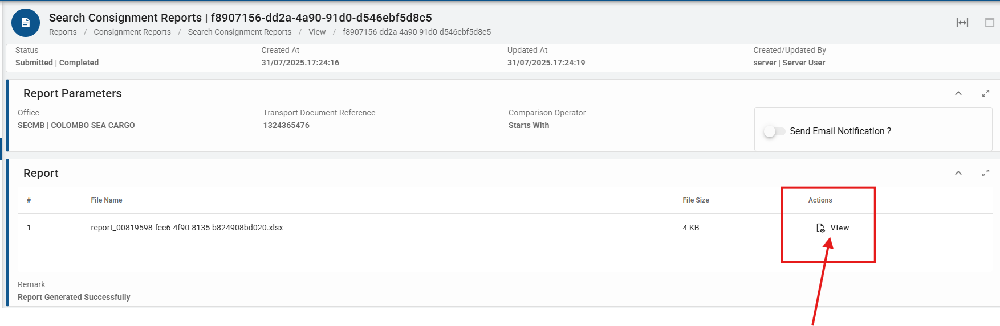 Search Consignment Reports | f8907156-dd2a-4a90-91d0-d546ebf5d8c5
Reports / Consignment Reports / Search Consignment Reports / View / f8907156-dd2a-4a90-91d0-d546ebf5d8c5
Status Created At Updated At Created/Updated By
Submitted | Completed 31/07/2025.17:24:16 31/07/2025.17:24:19 server | Server User
Report Parameters
Office Transport Document Reference Comparison Operator
SECMB | COLOMBO SEA CARGO 1324365476 Starts With
Send Email Notification ?
Report
# File Name File Size Actions
1 report_00819598-fec6-4f90-8135-b824908bd020.xlsx 4 KB View
Remark
Report Generated Successfully